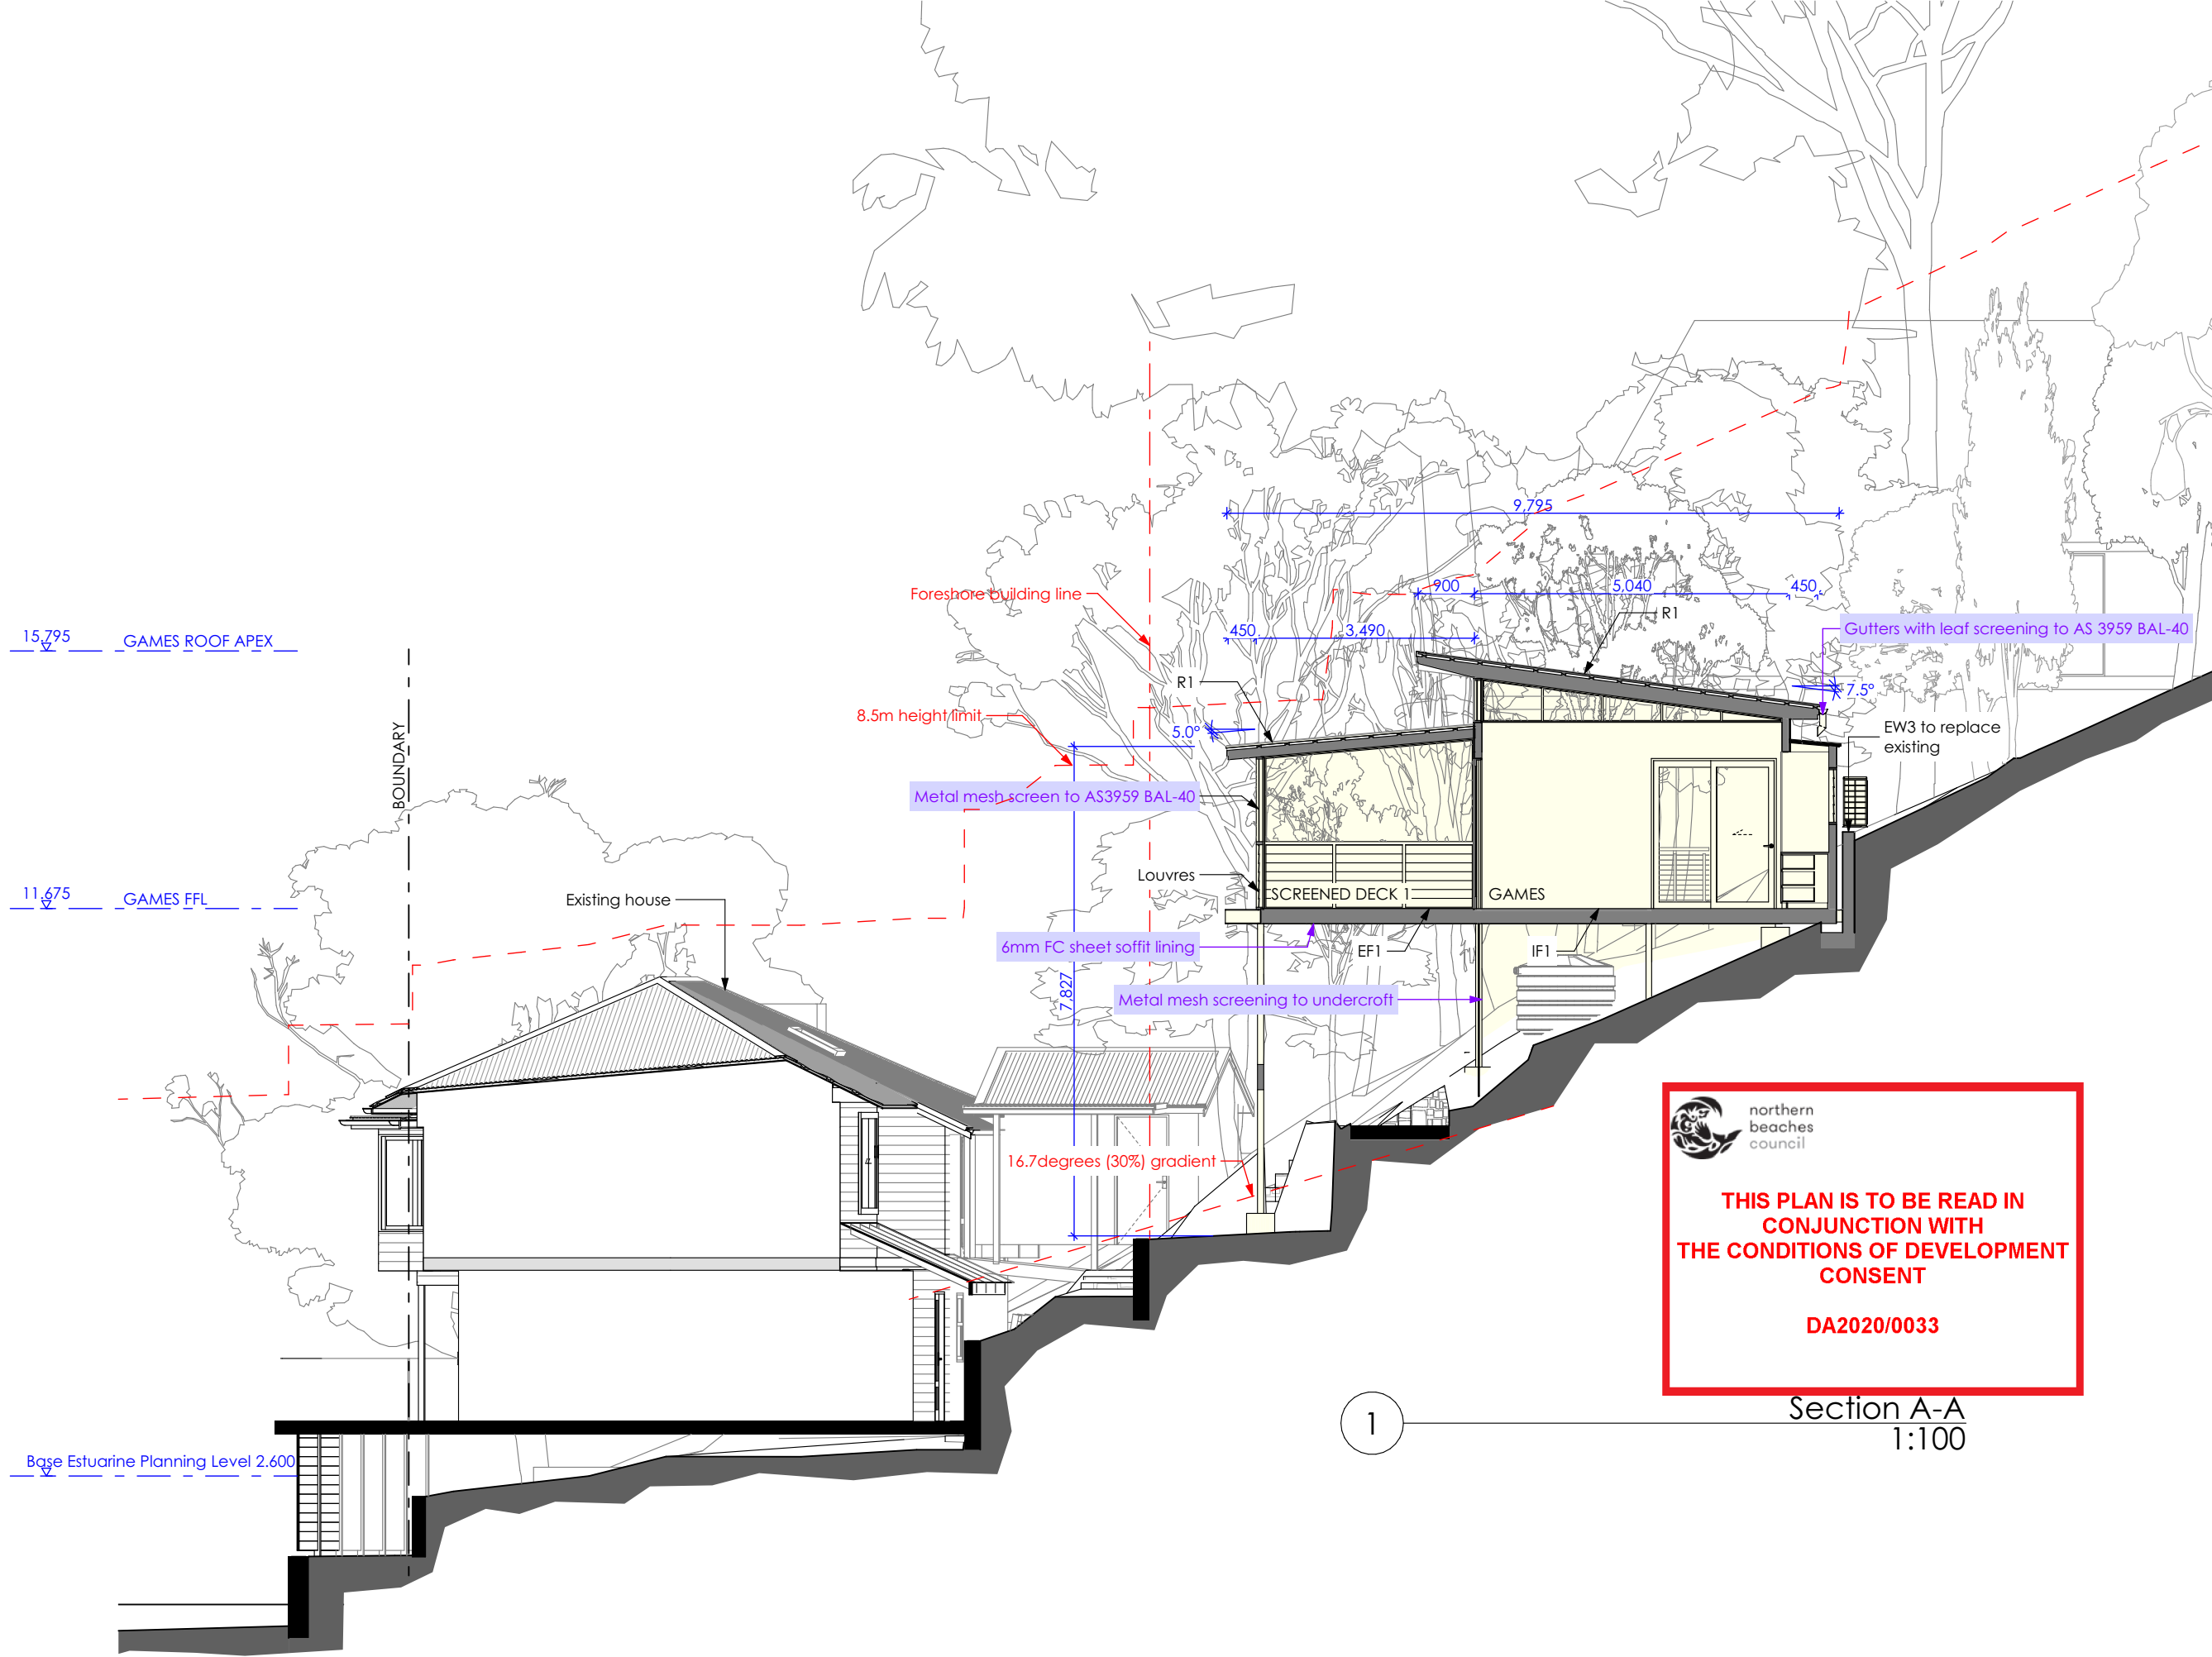 9,795
Foreshore building line
900
5,040
450
R1
Gutters with leaf screening to AS 3959 BAL-40
450
3,490
15.795
GAMES ROOF APEX
R1
7.5°
8.5m height limit
5.0°
EW3 to replace
existing
BOUNDARY
Metal mesh screen to AS3959 BAL-40
Louvres
SCREENED DECK 1
GAMES
11.675
GAMES FFL
Existing house
6mm FC sheet soffit lining
EF1
IF1
7,827
Metal mesh screening to undercroft
northern
beaches
council
16.7degrees (30%) gradient
THIS PLAN IS TO BE READ IN
CONJUNCTION WITH
THE CONDITIONS OF DEVELOPMENT
CONSENT
DA2020/0033
1
Section A-A
1:100
Base Estuarine Planning Level 2.600